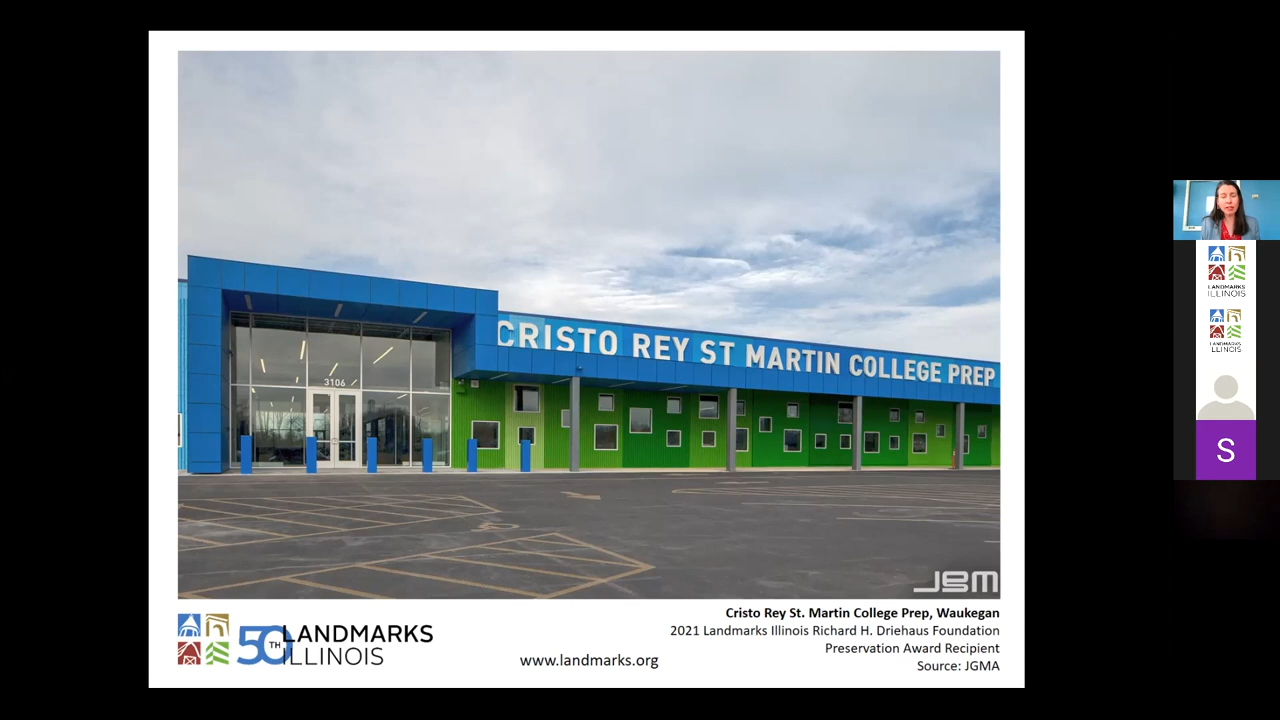 CRISTO REY ST MARTIN COLLEGE PREP
3106
JGM
Cristo Rey St. Martin College Prep, Waukegan
2021 Landmarks Illinois Richard H. Driehaus Foundation
Preservation Award Recipient
Source: JGMA
50TH LANDMARKS
ILLINOIS
www.landmarks.org
LANDMARKS
ILLINOIS
LANDMARKS
ILLINOIS
S